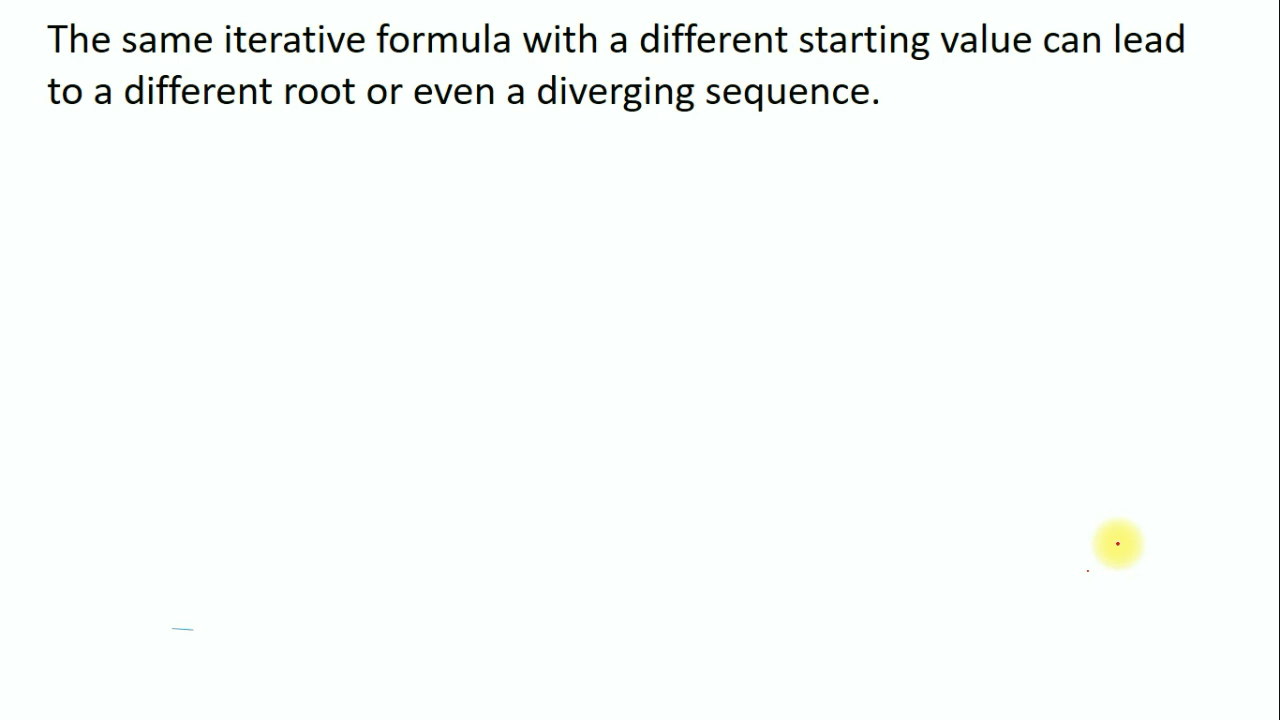 The same iterative formula with a different starting value can lead
to a different root or even a diverging sequence.